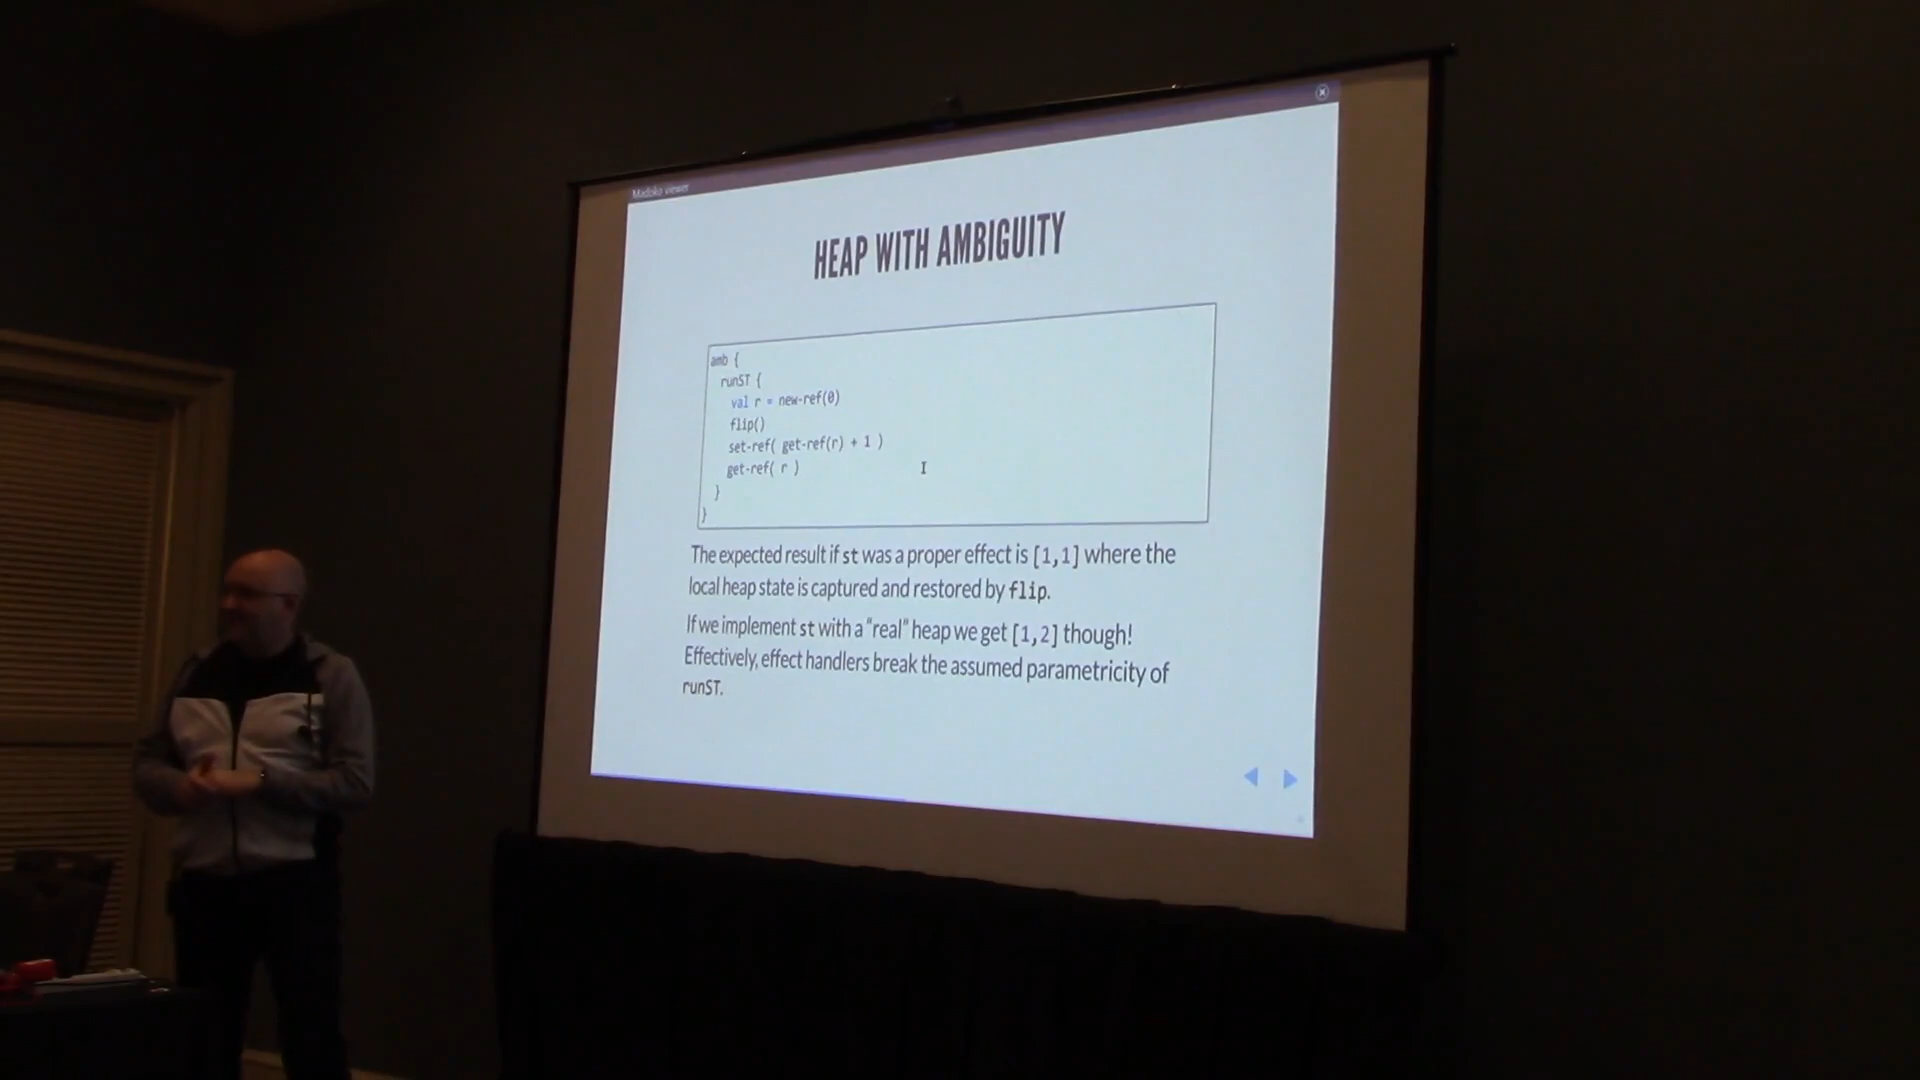 Madoko viewer
HEAP WITH AMBIGUITY
amb {
runST {
val r = new-ref(0)
flip()
set-ref( get-ref(r) + 1 )
get-ref( r )
}
}
The expected result if st was a proper effect is [1,1] where the
local heap state is captured and restored by flip.
If we implement st with a "real" heap we get [1,2] though!
Effectively, effect handlers break the assumed parametricity of
runST.